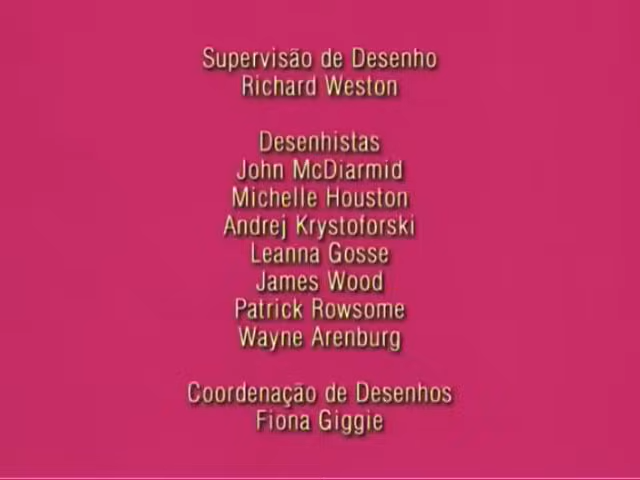 Supervisão de Desenho
Richard Weston
Desenhistas
John McDiarmid
Michelle Houston
Andrej Krystoforski
Leanna Gosse
James Wood
Patrick Rowsome
Wayne Arenburg
Coordenação de Desenhos
Fiona Giggie